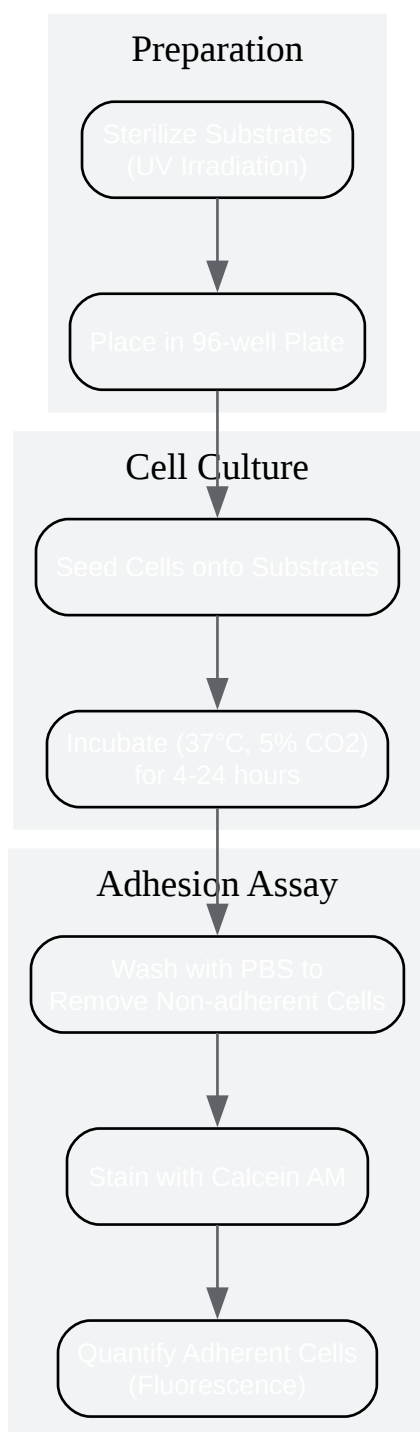 Preparation
Sterilize Substrates
(UV Irradiation)
Place in 96-well Plate
Cell Culture
Seed Cells onto Substrates
Incubate (37°C, 5% CO2)
for 4-24 hours
Adhesion Assay
Wash with PBS to
Remove Non-adherent Cells
Stain with Calcein AM
Quantify Adherent Cells
(Fluorescence)